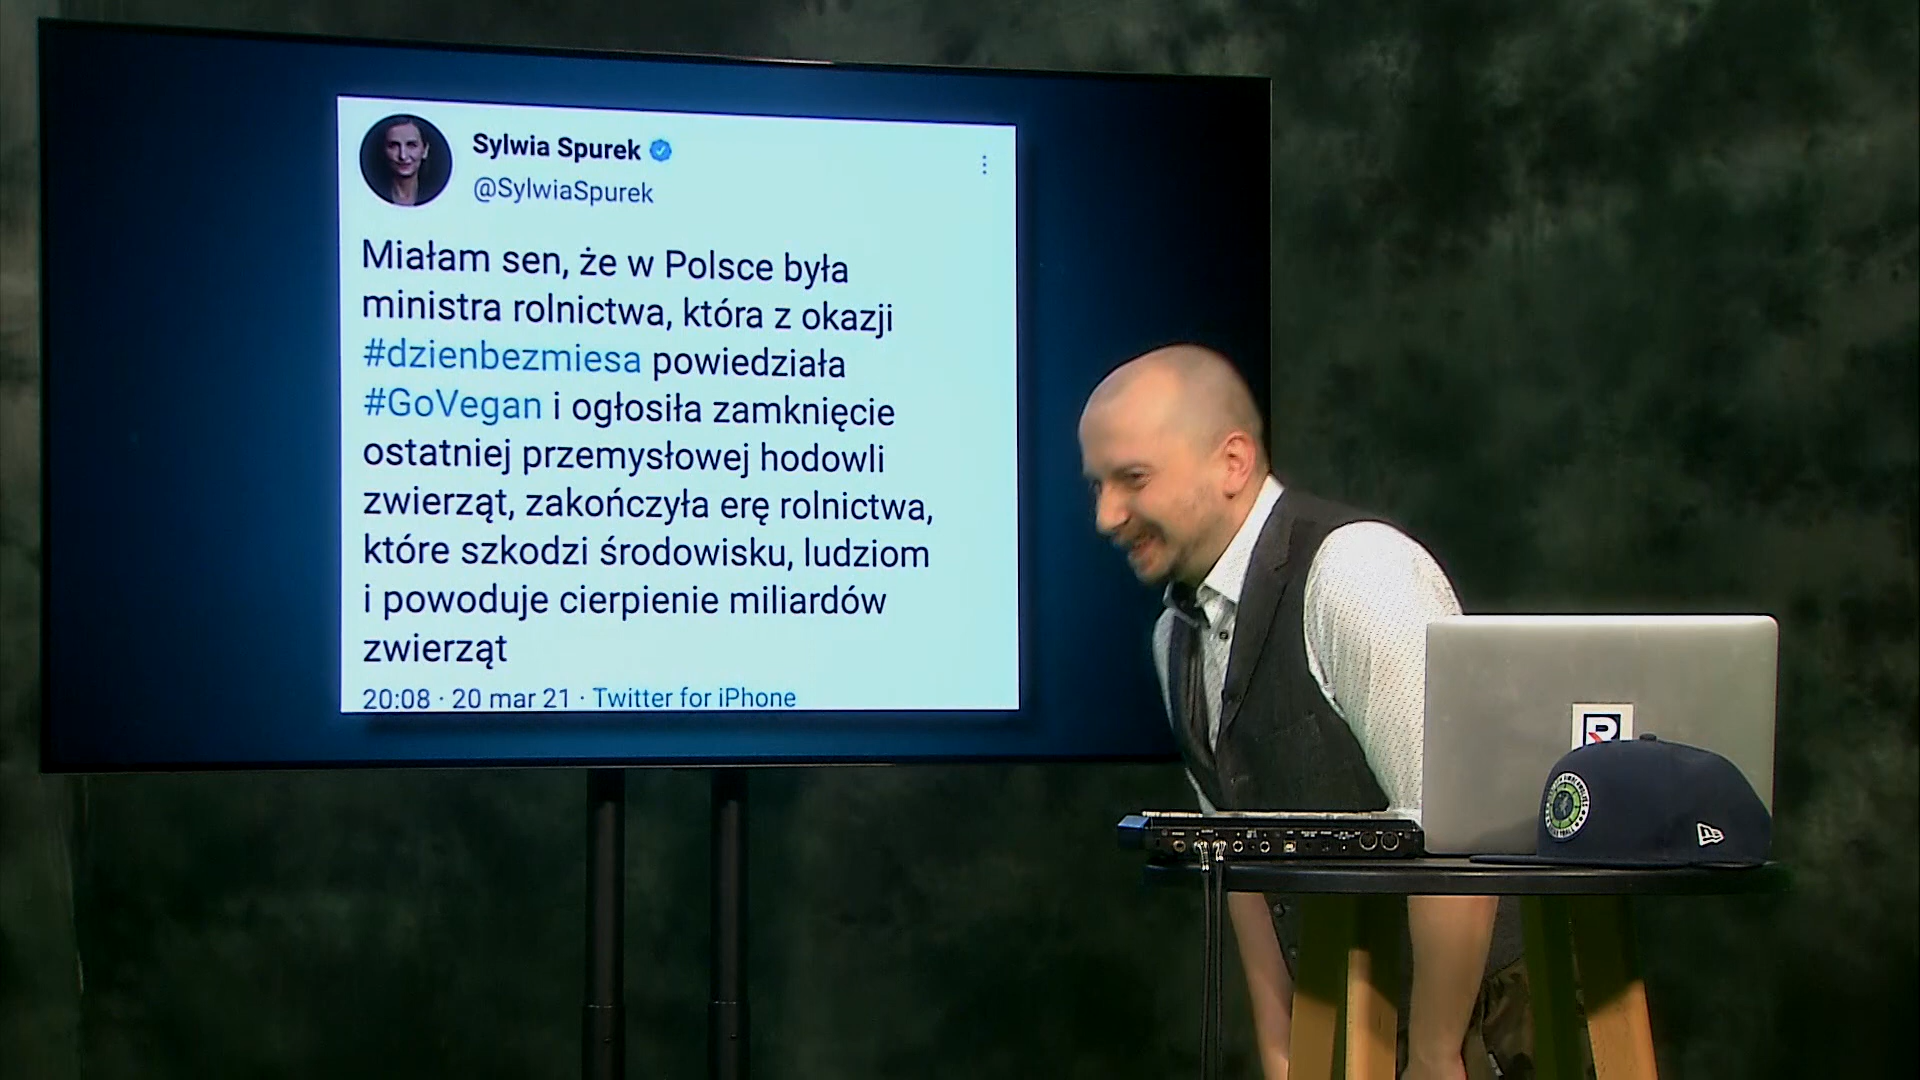 Sylwia Spurek
@SylwiaSpurek
Miałam sen, że w Polsce była
ministra rolnictwa, która z okazji
#dzienbezmiesa powiedziała
#GoVegan i ogłosiła zamknięcie
ostatniej przemysłowej hodowli
zwierząt, zakończyła erę rolnictwa,
które szkodzi środowisku, ludziom
i powoduje cierpienie miliardów
zwierząt
20:08 · 20 mar 21 · Twitter for iPhone
R